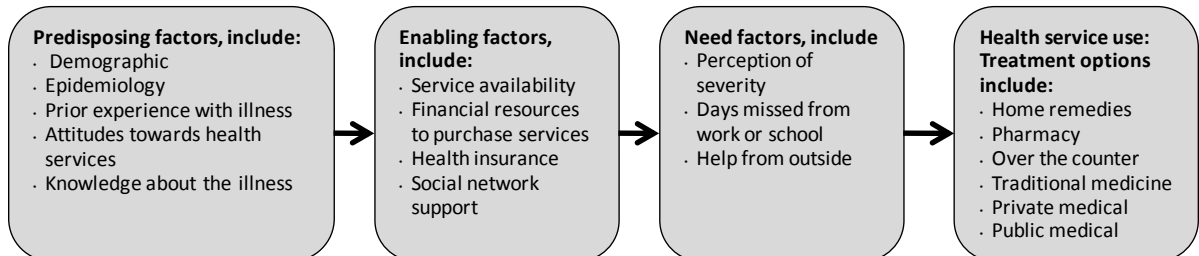 Predisposing factors, include:
· Demographic
· Epidemiology
· Prior experience with illness
· Attitudes towards health
services
· Knowledge about the illness
Enabling factors,
include:
· Service availability
· Financial resources
to purchase services
· Health insurance
· Social network
support
Need factors, include
· Perception of
severity
· Days missed from
work or school
· Help from outside
Health service use:
Treatment options
include:
· Home remedies
· Pharmacy
· Over the counter
· Traditional medicine
· Private medical
· Public medical